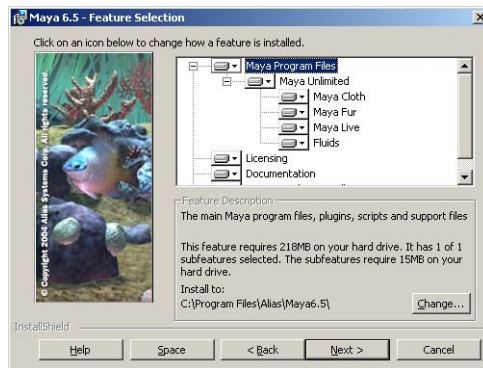 Maya 6.5 - Feature Selection
Click on an icon below to change how a feature is installed.
Maya Program Files
Maya Unlimited
Maya Cloth
Maya Fur
Maya Live
Fluids
Licensing
Documentation
© Copyright 2004 Alias Systems Corp. All rights reserved.
Feature Description
The main Maya program files, plugins, scripts and support files
This feature requires 218MB on your hard drive. It has 1 of 1
subfeatures selected. The subfeatures require 15MB on your
hard drive.
Install to:
C:\Program Files\Alias\Maya6.5\
Change...
InstallShield
Help
Space
< Back
Next >
Cancel